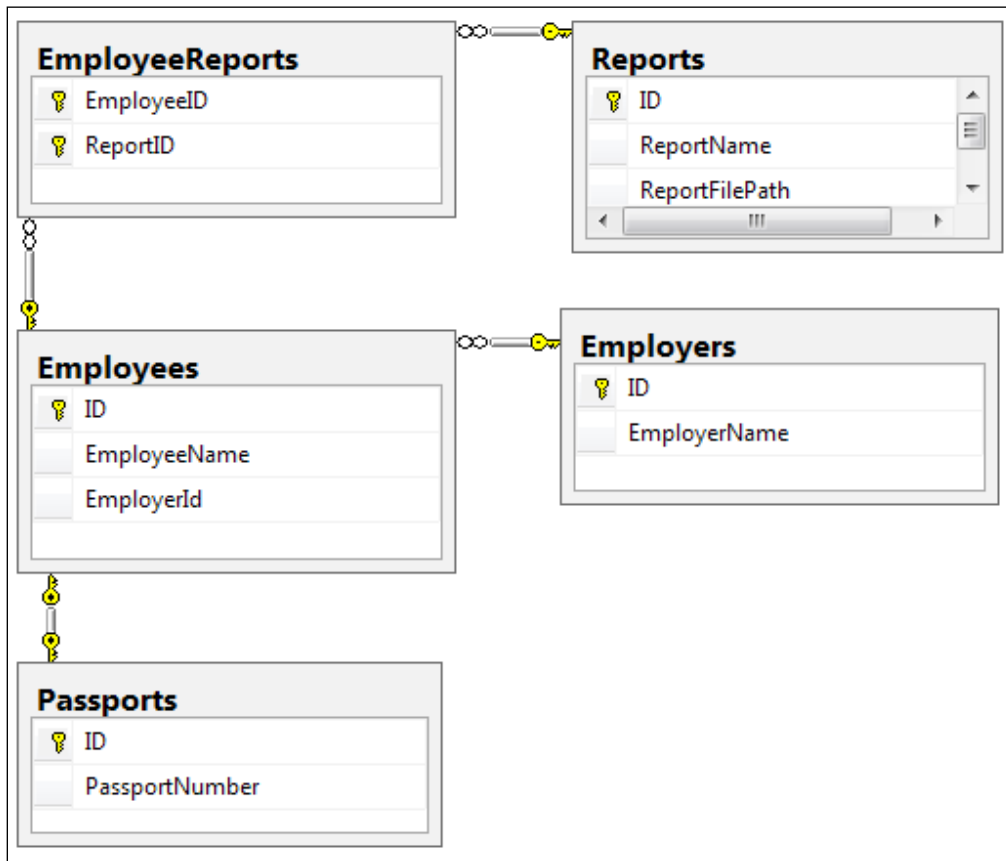 EmployeeReports
EmployeeID
ReportID
Reports
ID
ReportName
ReportFilePath
Employees
ID
EmployeeName
EmployerId
Employers
ID
EmployerName
Passports
ID
PassportNumber